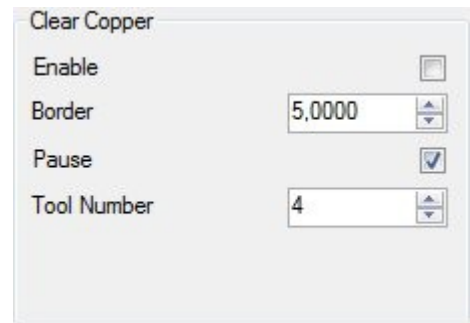 Clear Copper
Enable
Border 5,0000
Pause
Tool Number 4